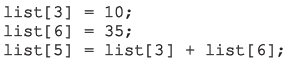 list[3] = 10;
list[6] = 35;
list[5] = list[3] + list[6];